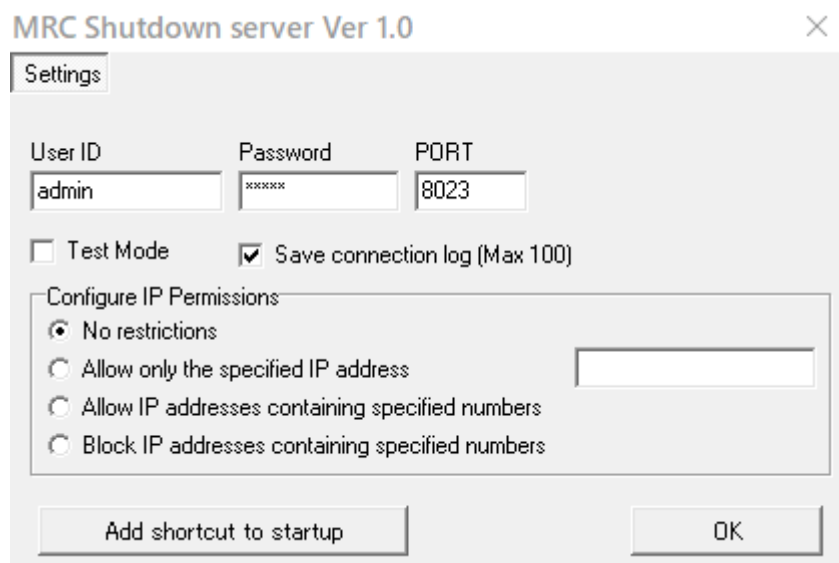 MRC Shutdown server Ver 1.0
Settings
User ID Password PORT
admin ***** 8023
Test Mode Save connection log (Max 100)
Configure IP Permissions
No restrictions
Allow only the specified IP address
Allow IP addresses containing specified numbers
Block IP addresses containing specified numbers
Add shortcut to startup OK